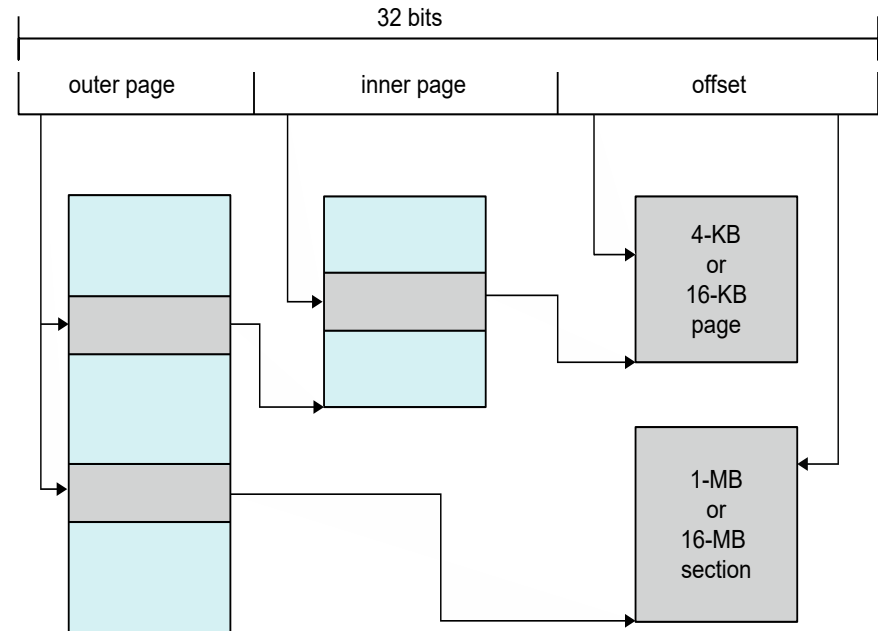 32 bits
outer page
inner page
offset
4-KB
or
16-KB
page
1-MB
or
16-MB
section